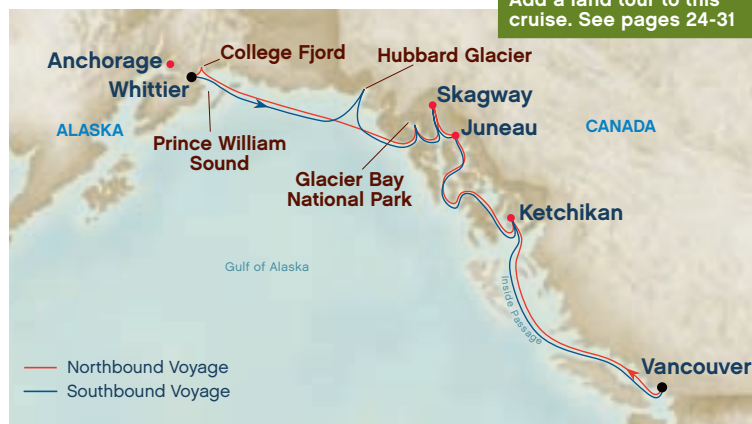 Add a land tour to this
cruise. See pages 24-31
College Fjord
Hubbard Glacier
Anchorage
Whittier
Skagway
ALASKA
Juneau
CANADA
Prince William
Sound
Glacier Bay
National Park
Ketchikan
Gulf of Alaska
Inside Passage
Northbound Voyage
Southbound Voyage
Vancouver